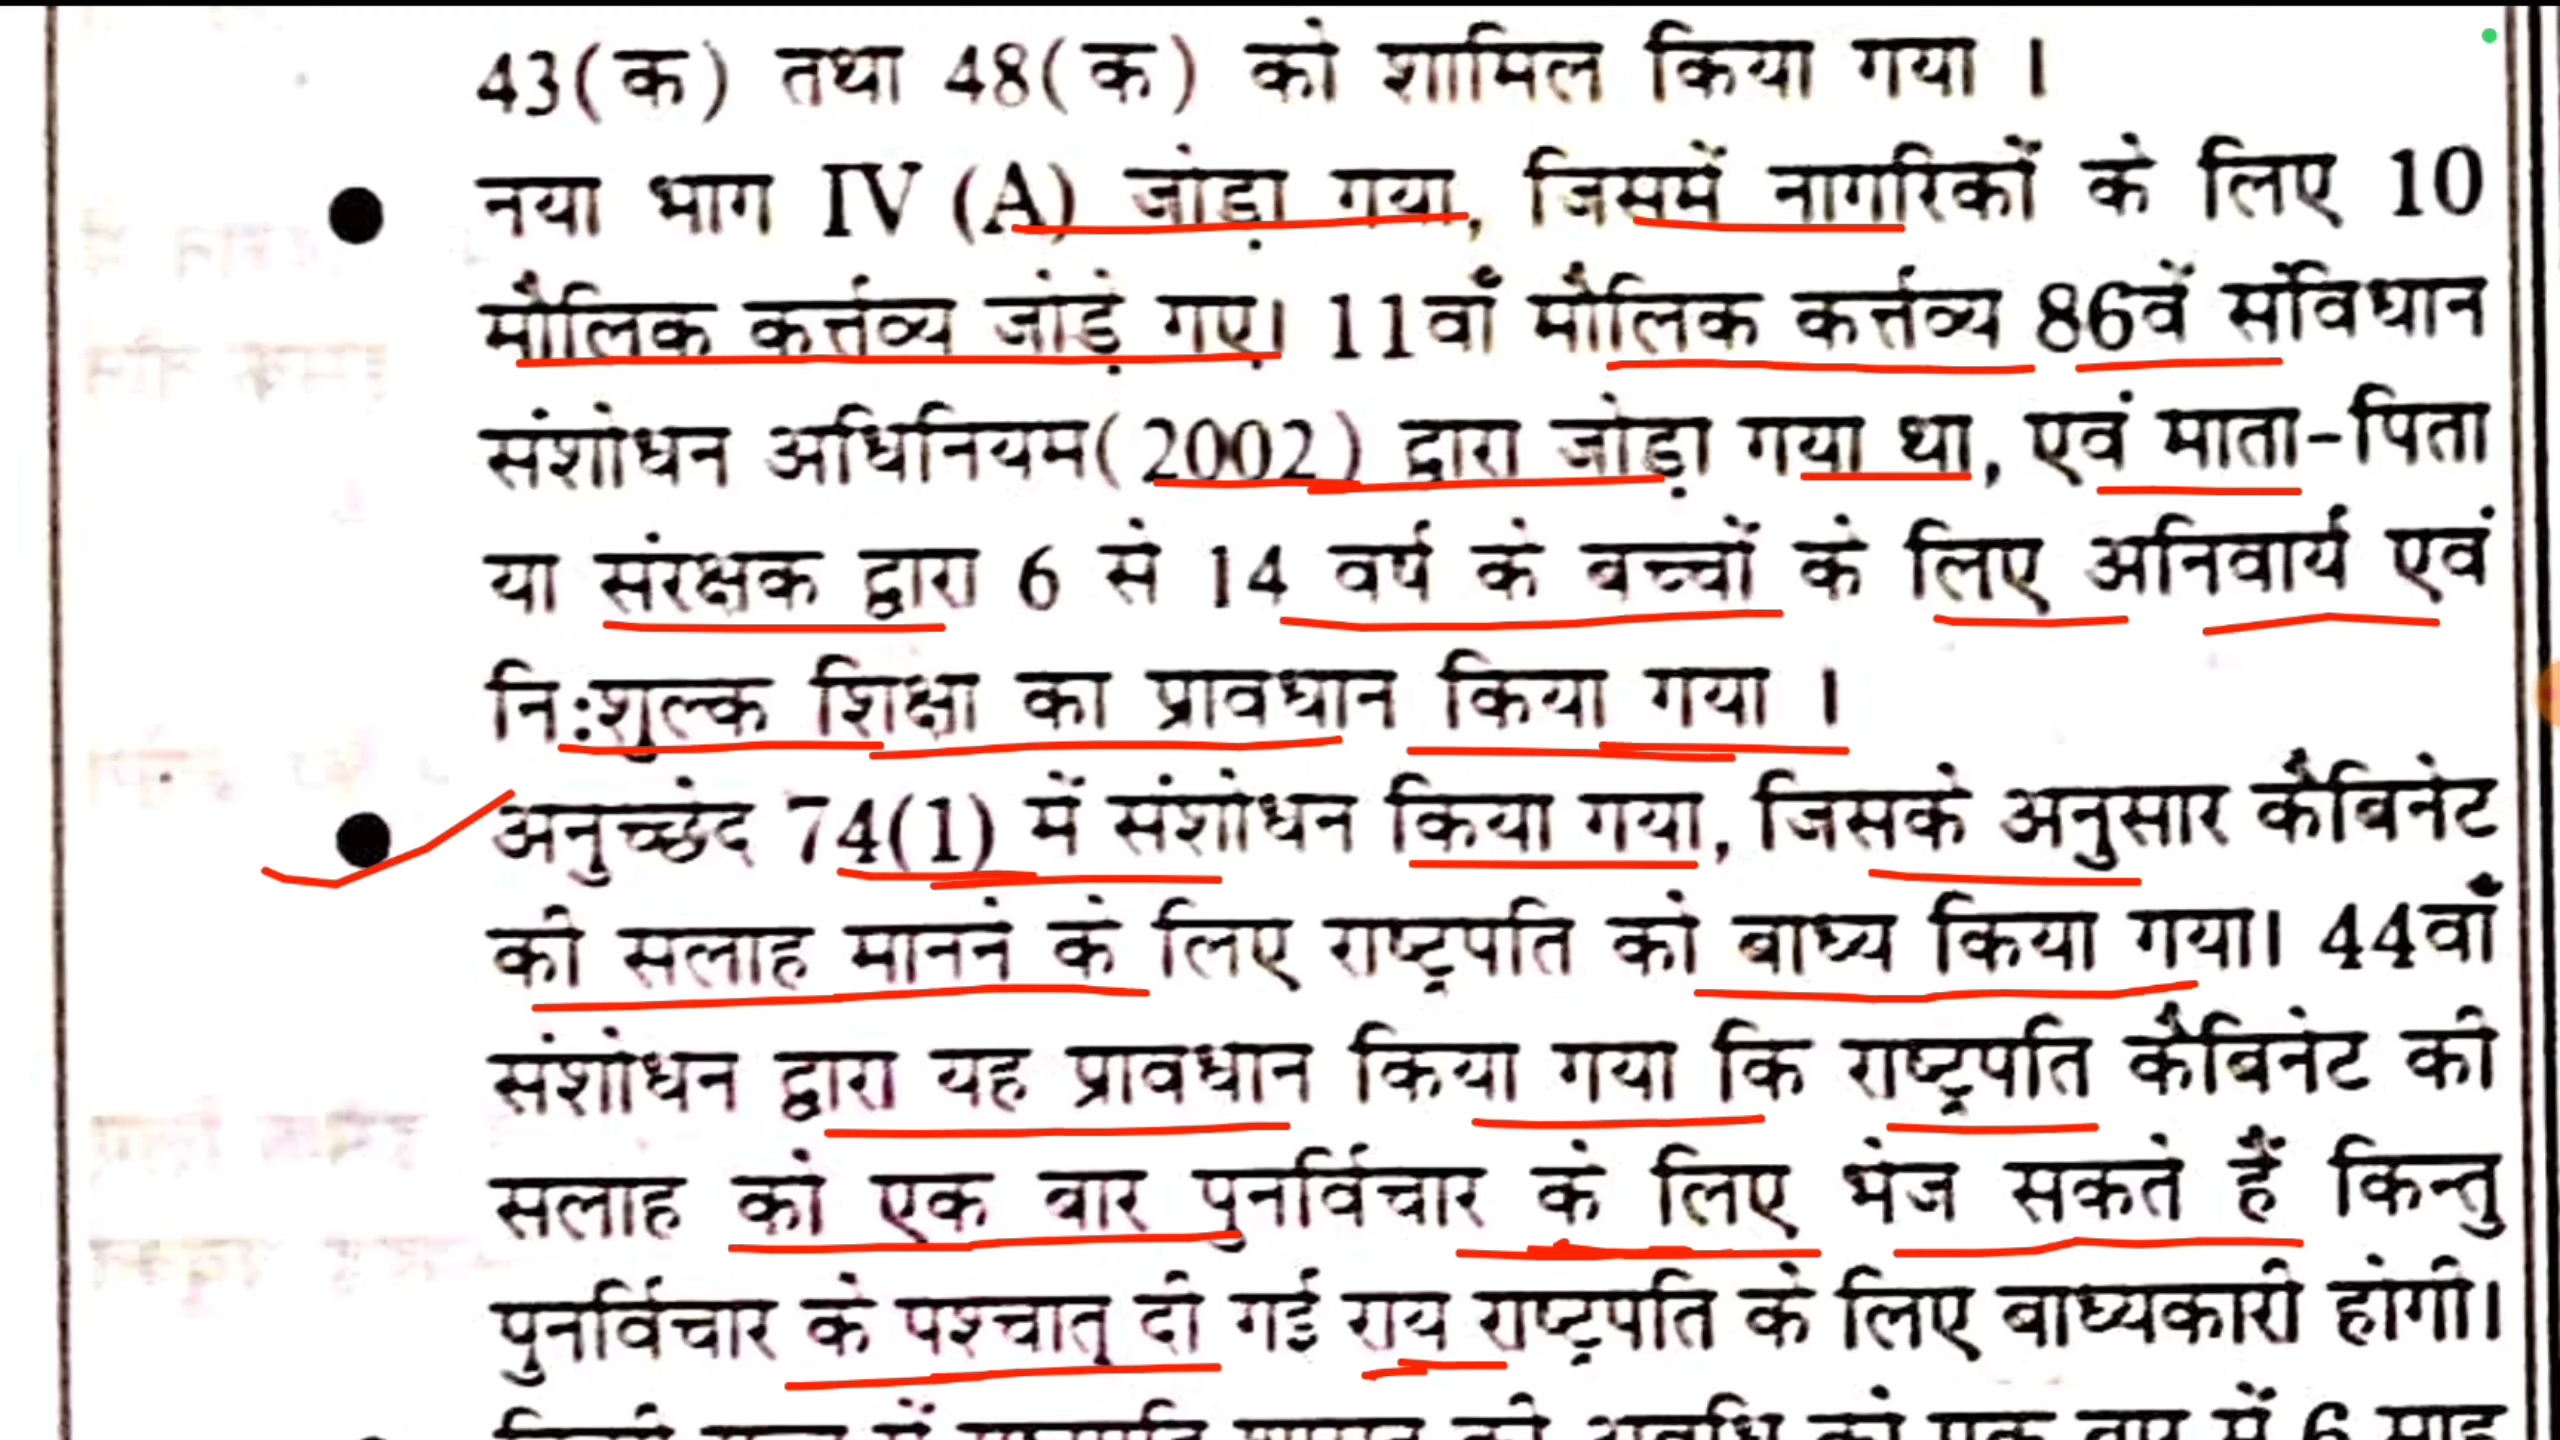 43(क) तथा 48(क) को शामिल किया गया ।
● नया भाग IV (A) जोड़ा गया, जिसमें नागरिकों के लिए 10
मौलिक कर्त्तव्य जोड़े गए। 11वाँ मौलिक कर्त्तव्य 86वें संविधान
संशोधन अधिनियम(2002) द्वारा जोड़ा गया था, एवं माता-पिता
या संरक्षक द्वारा 6 से 14 वर्ष के बच्चों के लिए अनिवार्य एवं
नि:शुल्क शिक्षा का प्रावधान किया गया ।
● अनुच्छेद 74(1) में संशोधन किया गया, जिसके अनुसार कैबिनेट
की सलाह मानने के लिए राष्ट्रपति को बाध्य किया गया। 44वाँ
संशोधन द्वारा यह प्रावधान किया गया कि राष्ट्रपति कैबिनेट की
सलाह को एक बार पुनर्विचार के लिए भेज सकते हैं किन्तु
पुनर्विचार के पश्चात् दी गई राय राष्ट्रपति के लिए बाध्यकारी होगी।
में की अवधि को एक में 6 माह